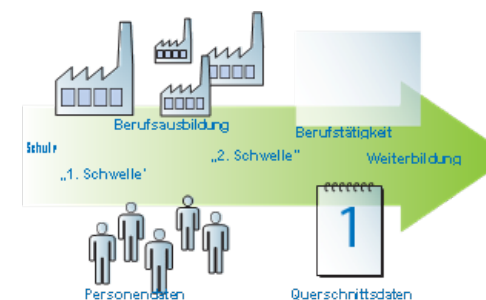 Berufsausbildung
Berufstätigkeit
Schule
„2. Schwelle"
Weiterbildung
„1. Schwelle"
1
Personendaten
Querschnittsdaten